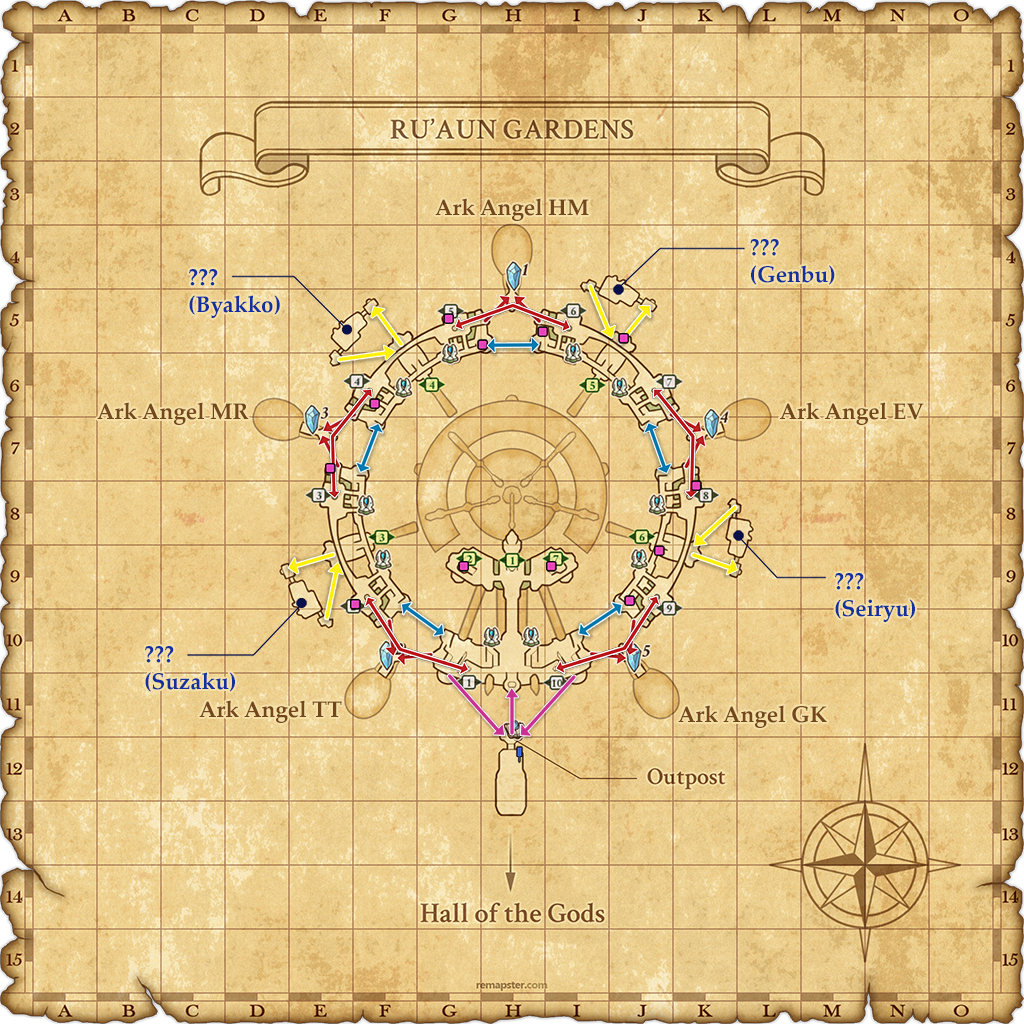 A B C D E F G H I J K L M N O
1 1
RU'AUN GARDENS
2 2
3 3
Ark Angel HM
4 4
???
(Genbu)
???
(Byakko)
1
5 5
5 6
6 6
4 7
4 5
Ark Angel MR
3
4
Ark Angel EV
7 7
3 8
8 8
3 6
2 1 7
9 9
???
(Seiryu)
9
10 10
???
(Suzaku)
5
1 10
Ark Angel TT
Ark Angel GK
11 11
12 12
Outpost
13 13
14 14
Hall of the Gods
15 15
remapster.com
A B C D E F G H I J K L M N O